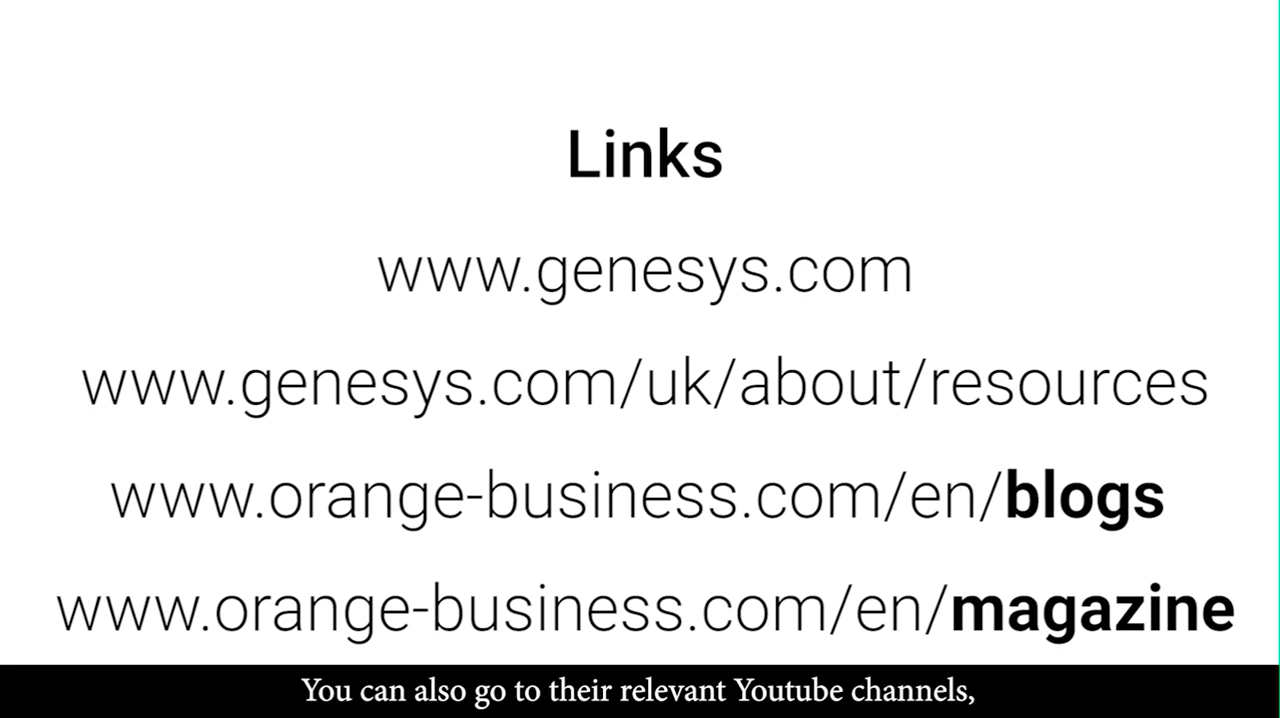 Links
www.genesys.com
www.genesys.com/uk/about/resources
www.orange-business.com/en/blogs
www.orange-business.com/en/magazine
You can also go to their relevant Youtube channels,